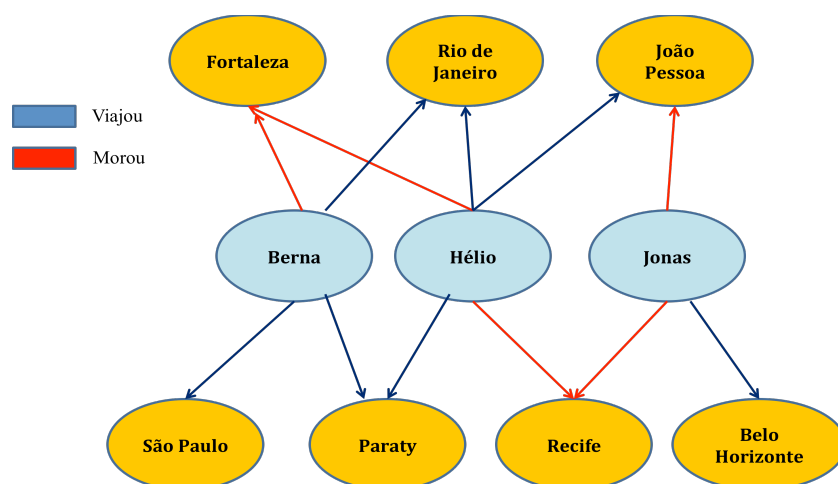 Fortaleza
Rio de
Janeiro
João
Pessoa
Viajou
Morou
Berna
Hélio
Jonas
São Paulo
Paraty
Recife
Belo
Horizonte